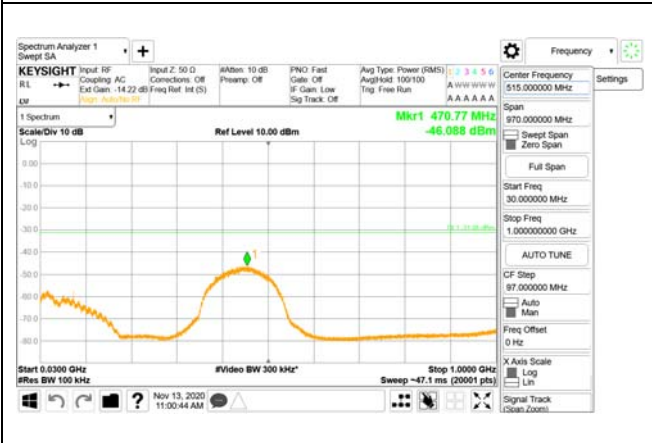 Spectrum Analyzer 1
Swept SA
Frequency
KEYSIGHT
RL
Input: RF
Coupling: AC
Ext Gain: -14.22 dB
Align: Auto/No RF
Input Z: 50 Ω
Corrections: Off
Freq Ref: Int (S)
#Atten: 10 dB
Preamp: Off
PNO: Fast
Gate: Off
IF Gain: Low
Sig Track: Off
Avg Type: Power (RMS)
Avg|Hold: 100/100
Trig: Free Run
1 2 3 4 5 6
A W W W W W
A A A A A A
1 Spectrum
Scale/Div 10 dB
Log
Ref Level 10.00 dBm
Mkr1 470.77 MHz
-46.088 dBm
0.00
-10.0
-20.0
-30.0
-40.0
-50.0
-60.0
-70.0
-80.0
1
Start 0.0300 GHz
#Res BW 100 kHz
#Video BW 300 kHz*
Stop 1.0000 GHz
Sweep ~47.1 ms (20001 pts)
Nov 13, 2020
11:00:44 AM
Center Frequency
515.000000 MHz
Settings
Span
970.000000 MHz
Swept Span
Zero Span
Full Span
Start Freq
30.000000 MHz
Stop Freq
1.000000000 GHz
AUTO TUNE
CF Step
97.000000 MHz
Auto
Man
Freq Offset
0 Hz
X Axis Scale
Log
Lin
Signal Track
(Span Zoom)